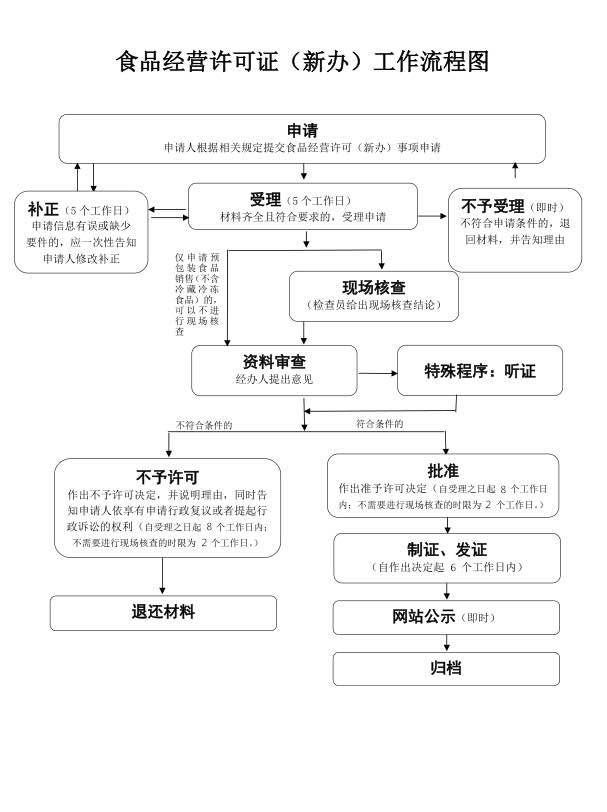 食品经营许可证（新办）工作流程图
申请
申请人根据相关规定提交食品经营许可（新办）事项申请
补正（5 个工作日）
申请信息有误或缺少
要件的，应一次性告知
申请人修改补正
受理（5 个工作日）
材料齐全且符合要求的，受理申请
不予受理（即时）
不符合申请条件的，退
回材料，并告知理由
仅申请预
包装食品
销售（不含
冷藏冷冻
食品）的，
可以不进
行现场核
查
现场核查
（检查员给出现场核查结论）
资料审查
经办人提出意见
特殊程序：听证
不符合条件的
符合条件的
不予许可
作出不予许可决定，并说明理由，同时告
知申请人依享有申请行政复议或者提起行
政诉讼的权利（自受理之日起 8 个工作日内；
不需要进行现场核查的时限为 2 个工作日。）
批准
作出准予许可决定（自受理之日起 8 个工作日
内；不需要进行现场核查的时限为 2 个工作日。）
制证、发证
（自作出决定起 6 个工作日内）
退还材料
网站公示（即时）
归档